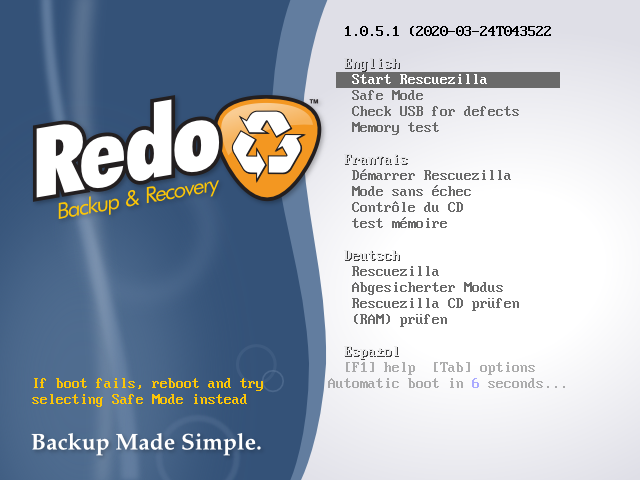 1.0.5.1 (2020-03-24T043522
English
Start Rescuezilla
Safe Mode
Check USB for defects
Memory test
Redo™
Backup & Recovery
Franтais
Démarrer Rescuezilla
Mode sans échec
Contrôle du CD
test mémoire
Deutsch
Rescuezilla
Abgesicherter Modus
Rescuezilla CD prüfen
(RAM) prüfen
Espaťol
[F1] help [Tab] options
Automatic boot in 6 seconds...
If boot fails, reboot and try
selecting Safe Mode instead
Backup Made Simple.